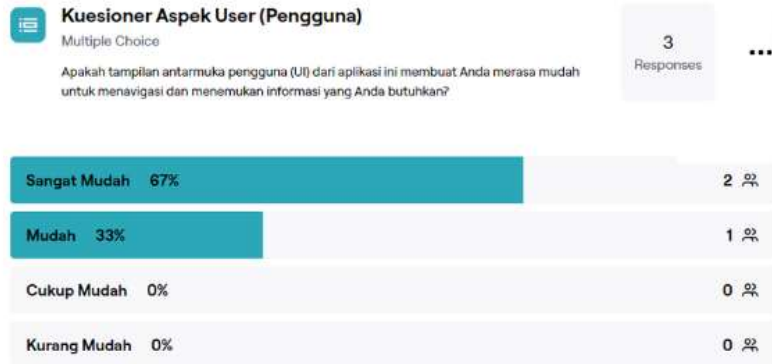 Kuesioner Aspek User (Pengguna)
Multiple Choice
Apakah tampilan antarmuka pengguna (UI) dari aplikasi ini membuat Anda merasa mudah
untuk menavigasi dan menemukan informasi yang Anda butuhkan?
3
Responses
Sangat Mudah 67% 2
Mudah 33% 1
Cukup Mudah 0% 0
Kurang Mudah 0% 0